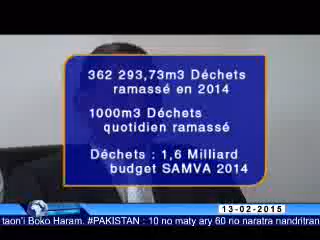 362 293,73m3 Déchets
ramassé en 2014
1000m3 Déchets
quotidien ramassé
Déchets : 1,6 Milliard
budget SAMVA 2014
13-02-2015
taon'i Boko Haram. #PAKISTAN : 10 no maty ary 60 no naratra nandritran